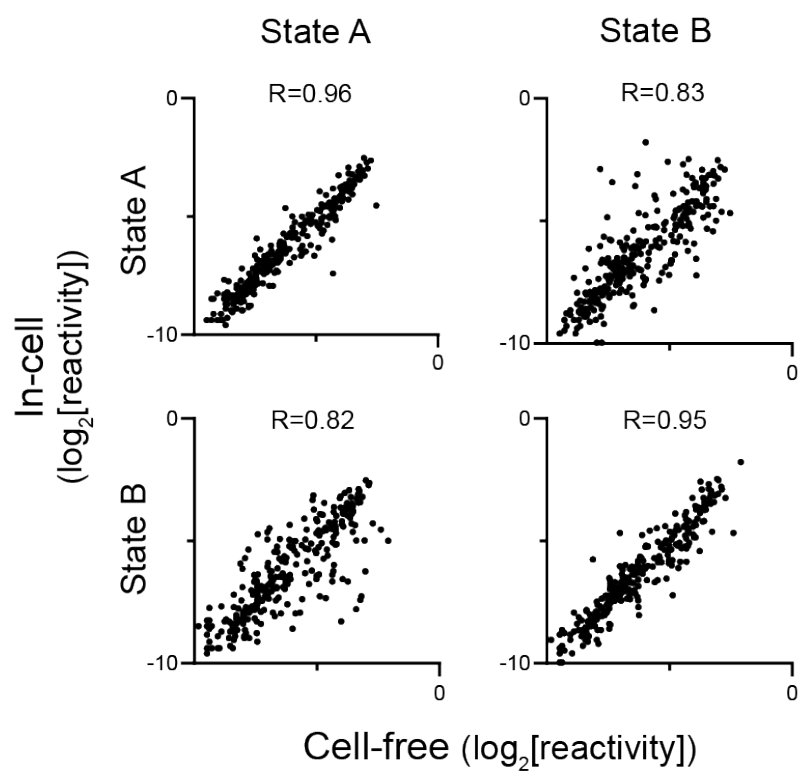 State A
State B
R=0.96
R=0.83
0
0
State A
-10
-10
0
0
In-cell
(log2[reactivity])
R=0.82
R=0.95
0
0
State B
-10
-10
0
0
Cell-free (log2[reactivity])